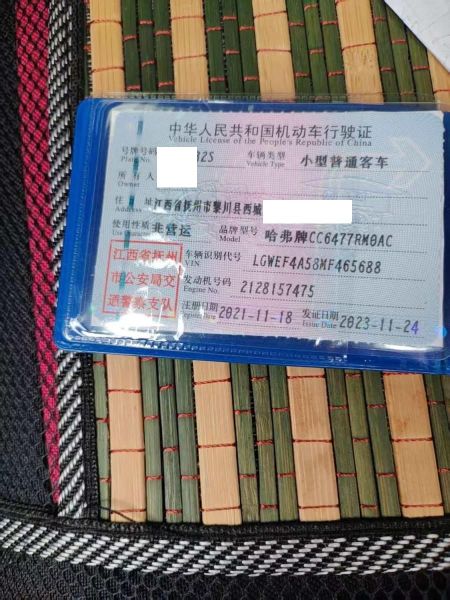 中华人民共和国机动车行驶证
Vehicle License of the People's Republic of China
号牌号码 Plate No. 82S 车辆类型 Vehicle Type 小型普通客车
所有人 Owner
住址 Address 江西省抚州市黎川县西城
使用性质 Use Character 非营运 品牌型号 Model 哈弗牌CC6477RM0AC
车辆识别代号 VIN LGWEF4A58MF465688
发动机号码 Engine No. 2128157475
注册日期 Register Date 2021-11-18 发证日期 Issue Date 2023-11-24
江西省抚州
市公安局交
通警察支队